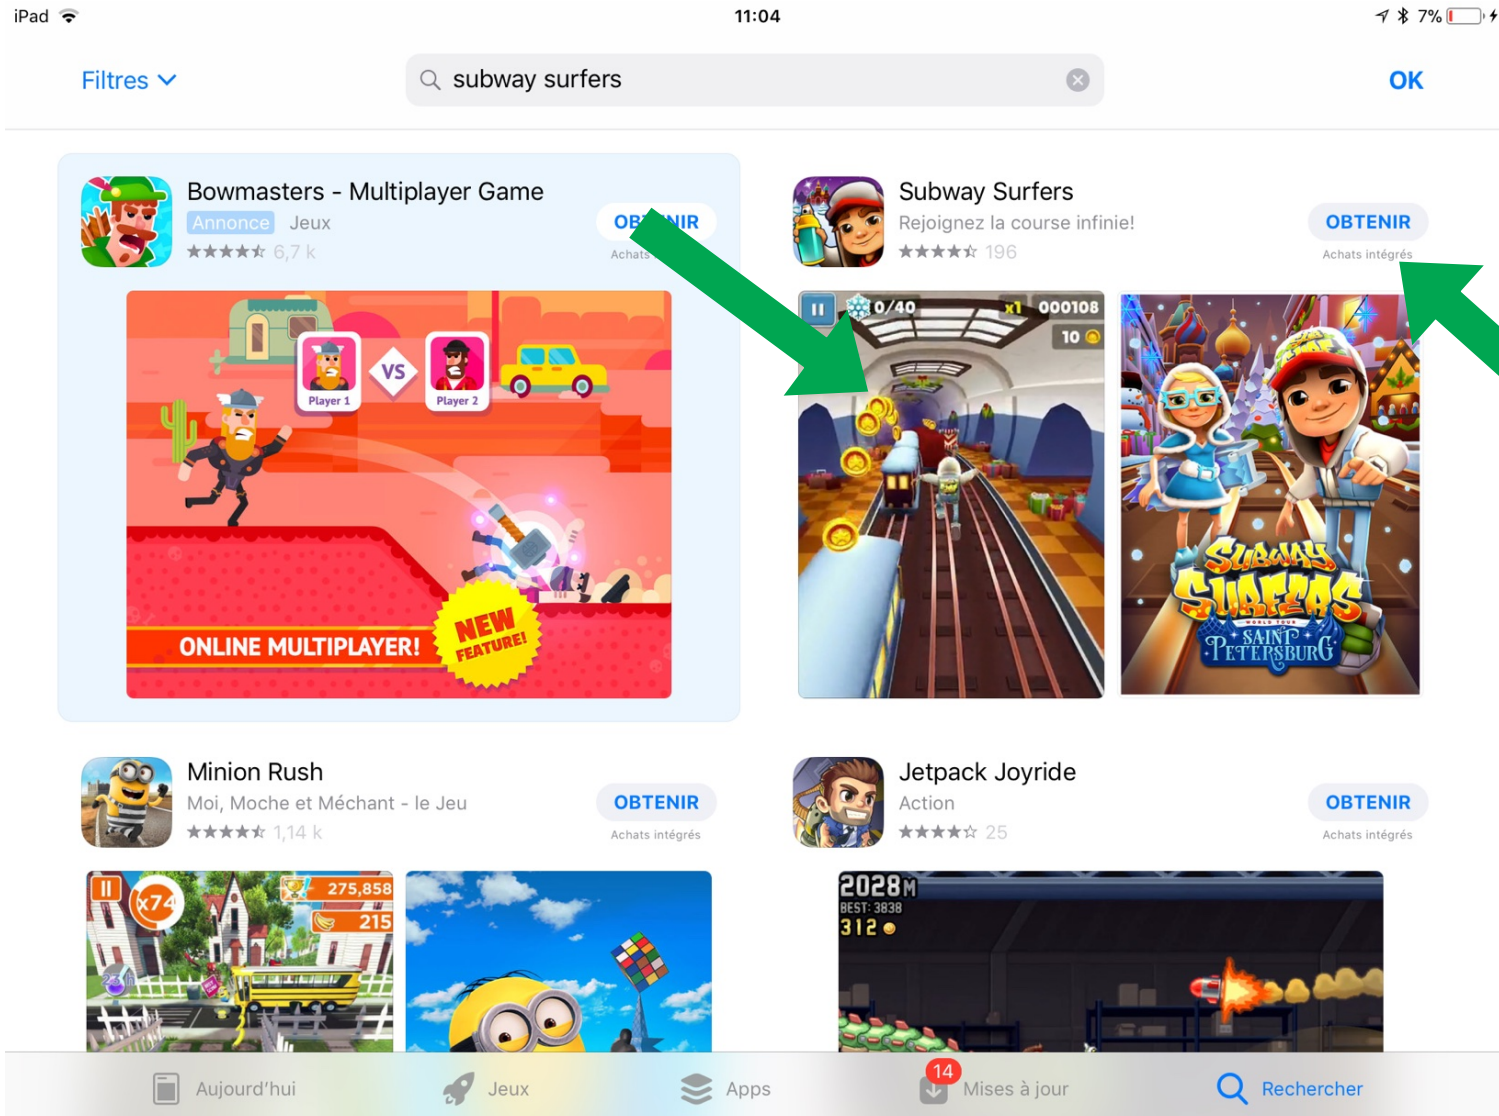 iPad
11:04
7%
Filtres
subway surfers
OK
Bowmasters - Multiplayer Game
Annonce Jeux
6,7 k
OBTENIR
Achats
VS
Player 1
Player 2
ONLINE MULTIPLAYER!
NEW
FEATURE!
Subway Surfers
Rejoignez la course infinie!
196
OBTENIR
Achats intégrés
0/40
x1 000108
10
SUBWAY
SURFERS
WORLD TOUR
SAINT
PETERSBURG
Minion Rush
Moi, Moche et Méchant - le Jeu
1,14 k
OBTENIR
Achats intégrés
x74
275,858
215
Jetpack Joyride
Action
25
OBTENIR
Achats intégrés
2028M
BEST: 3838
312
Aujourd'hui
Jeux
Apps
14
Mises à jour
Rechercher